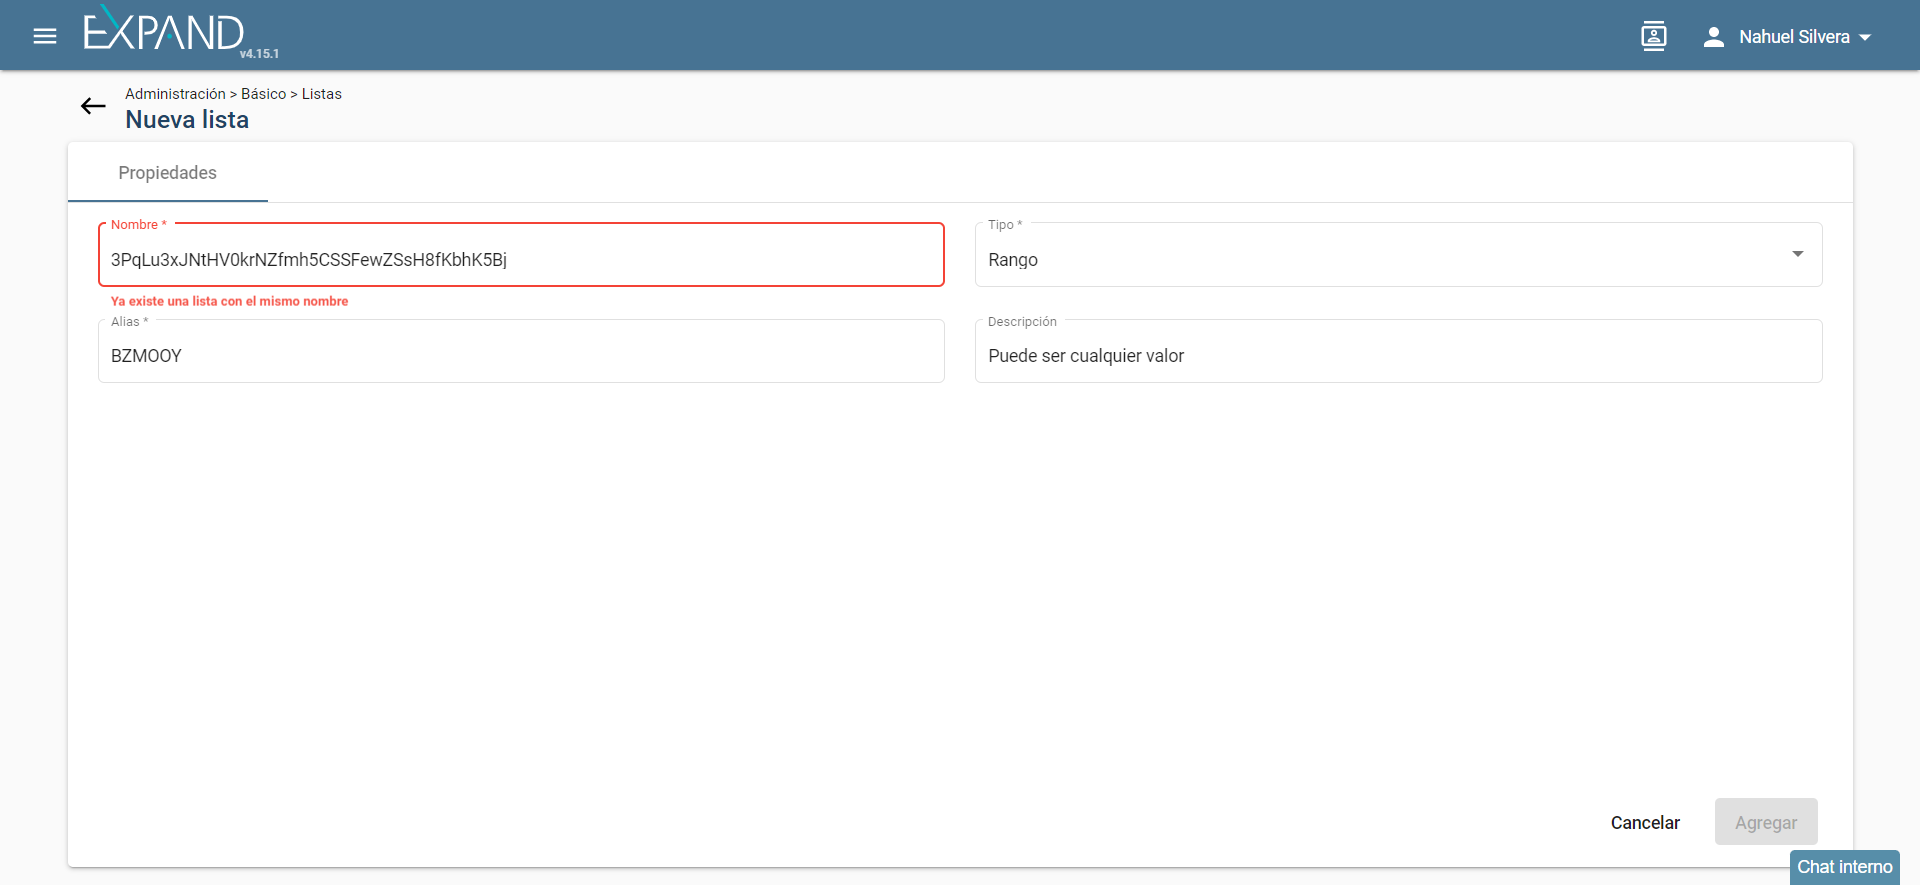 EXPAND
v4.15.1
Nahuel Silvera
Administración > Básico > Listas
Nueva lista
Propiedades
Nombre *
3PqLu3xJNtHV0krNZfmh5CSSFewZSsH8fKbhK5Bj
Ya existe una lista con el mismo nombre
Tipo *
Rango
Alias *
BZMOOY
Descripción
Puede ser cualquier valor
Cancelar
Agregar
Chat interno